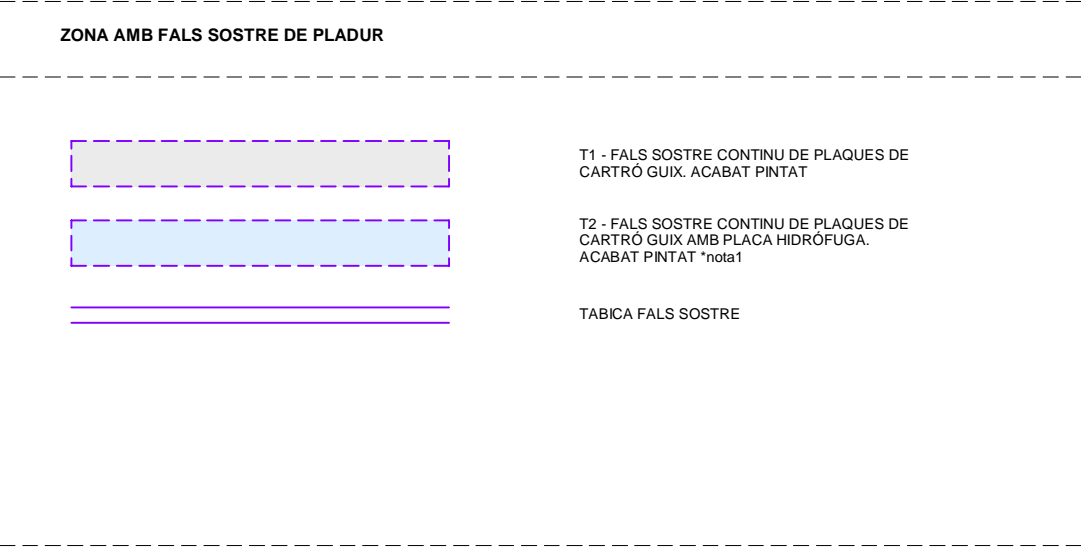 ZONA AMB FALS SOSTRE DE PLADUR
T1 - FALS SOSTRE CONTINU DE PLAQUES DE
CARTRÓ GUIX. ACABAT PINTAT
T2 - FALS SOSTRE CONTINU DE PLAQUES DE
CARTRÓ GUIX AMB PLACA HIDRÓFUGA.
ACABAT PINTAT *nota1
TABICA FALS SOSTRE